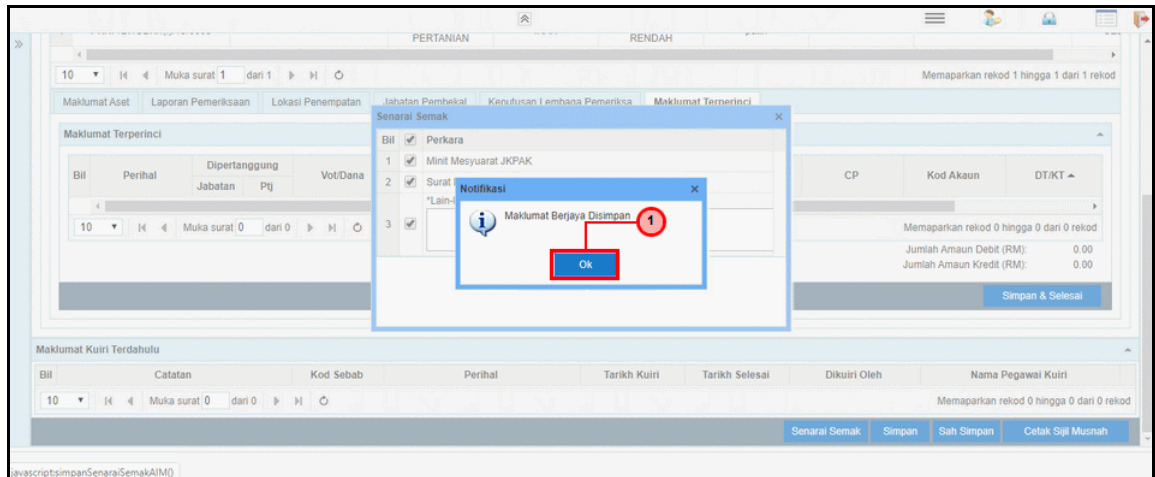 PERTANIAN
RENDAH
10 Muka surat 1 dari 1 Memaparkan rekod 1 hingga 1 dari 1 rekod
Maklumat Aset Laporan Pemeriksaan Lokasi Penempatan Jabatan Pembekal Keputusan Lembaga Pemeriksa Maklumat Terperinci
Senarai Semak
Maklumat Terperinci
Bil Perkara
1 Minit Mesyuarat JKPAK
2 Surat
*Lain-l
3
Notifikasi
Maklumat Berjaya Disimpan
1
Ok
Bil Perihal Dipertanggung Vot/Dana CP Kod Akaun DT/KT
Jabatan Ptj
10 Muka surat 0 dari 0 Memaparkan rekod 0 hingga 0 dari 0 rekod
Jumlah Amaun Debit (RM): 0.00
Jumlah Amaun Kredit (RM): 0.00
Simpan & Selesai
Maklumat Kuiri Terdahulu
Bil Catatan Kod Sebab Perihal Tarikh Kuiri Tarikh Selesai Dikuiri Oleh Nama Pegawai Kuiri
10 Muka surat 0 dari 0 Memaparkan rekod 0 hingga 0 dari 0 rekod
Senarai Semak Simpan Sah Simpan Cetak Sijil Musnah
javascript:simpanSenaraiSemakAIM()